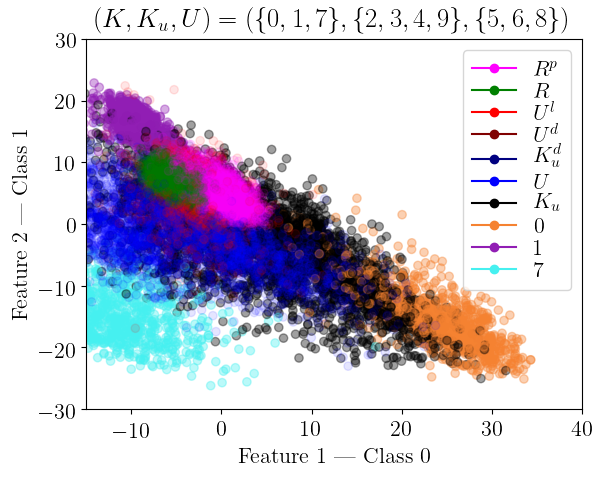 (K, K_u, U) = ({0, 1, 7}, {2, 3, 4, 9}, {5, 6, 8})
30
20
10
0
−10
−20
−30
Feature 2 — Class 1
R^p
R
U^l
U^d
K_u^d
U
K_u
0
1
7
−10
0
10
20
30
40
Feature 1 — Class 0